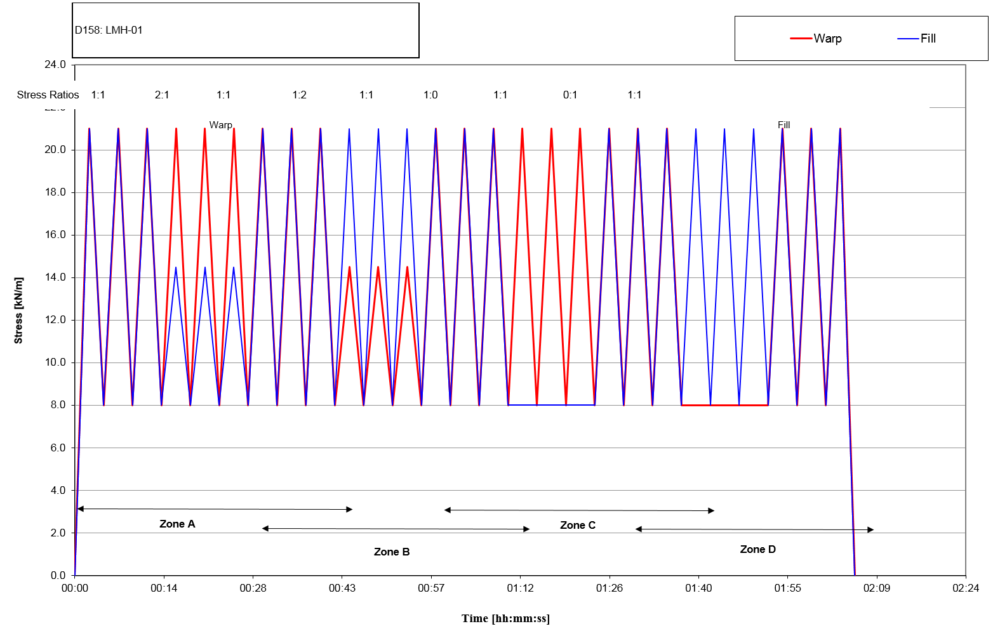 D158: LMH-01
Warp Fill
24.0
Stress Ratios 1:1 2:1 1:1 1:2 1:1 1:0 1:1 0:1 1:1
Warp Fill
20.0
18.0
16.0
14.0
12.0
10.0
8.0
6.0
4.0
2.0
0.0
Stress [kN/m]
Zone A
Zone B
Zone C
Zone D
00:00 00:14 00:28 00:43 00:57 01:12 01:26 01:40 01:55 02:09 02:24
Time [hh:mm:ss]